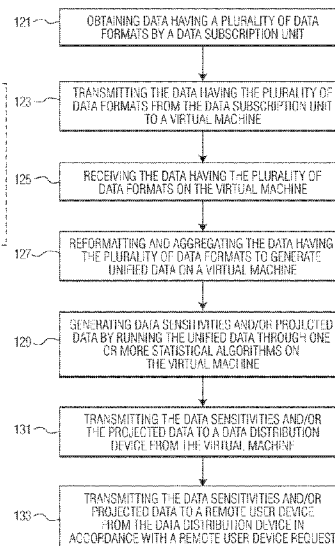 121
OBTAINING DATA HAVING A PLURALITY OF DATA
FORMATS BY A DATA SUBSCRIPTION UNIT
123
TRANSMITTING THE DATA HAVING THE PLURALITY OF
DATA FORMATS FROM THE DATA SUBSCRIPTION UNIT
TO A VIRTUAL MACHINE
125
RECEIVING THE DATA HAVING THE PLURALITY OF
DATA FORMATS ON THE VIRTUAL MACHINE
127
REFORMATTING AND AGGREGATING THE DATA HAVING
THE PLURALITY OF DATA FORMATS TO GENERATE
UNIFIED DATA ON A VIRTUAL MACHINE
129
GENERATING DATA SENSITIVITIES AND/OR PROJECTED
DATA BY RUNNING THE UNIFIED DATA THROUGH ONE
OR MORE STATISTICAL ALGORITHMS ON
THE VIRTUAL MACHINE
131
TRANSMITTING THE DATA SENSITIVITIES AND/OR
THE PROJECTED DATA TO A DATA DISTRIBUTION
DEVICE FROM THE VIRTUAL MACHINE
133
TRANSMITTING THE DATA SENSITIVITIES AND/OR
PROJECTED DATA TO A REMOTE USER DEVICE
FROM THE DATA DISTRIBUTION DEVICE IN
ACCORDANCE WITH A REMOTE USER DEVICE REQUEST